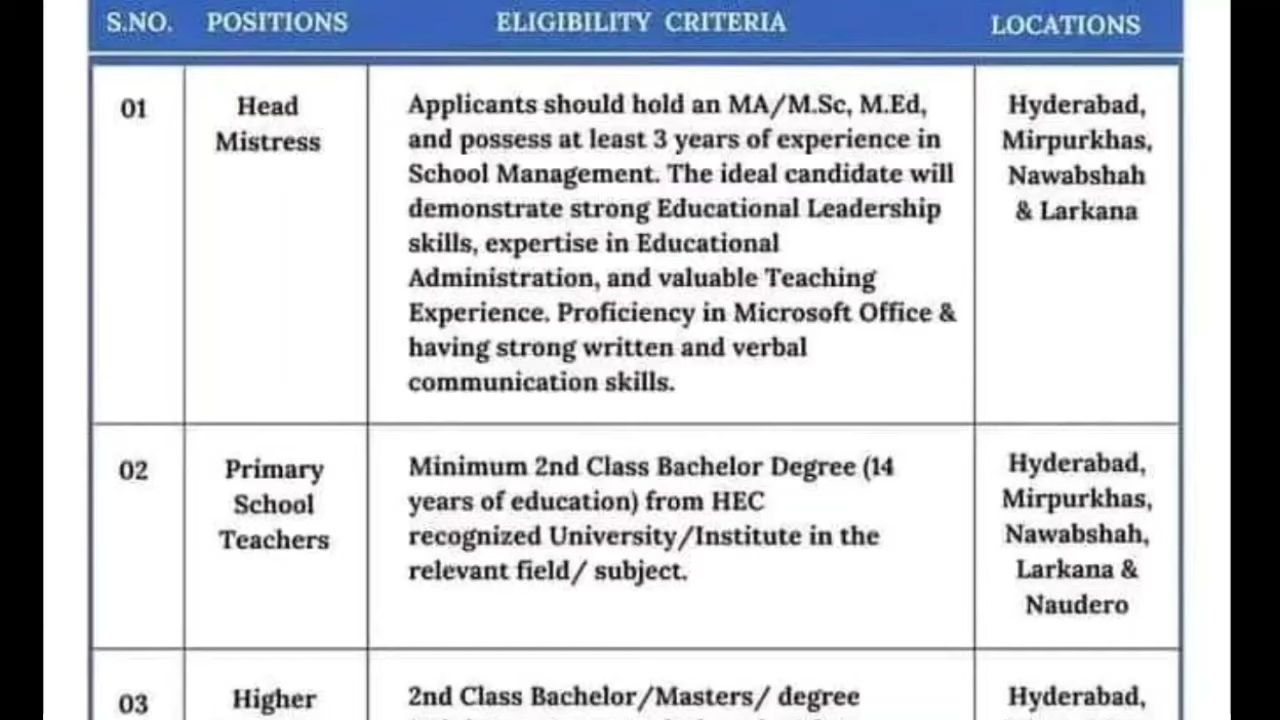 S.NO. POSITIONS ELIGIBILITY CRITERIA LOCATIONS
01
Head
Mistress
Applicants should hold an MA/M.Sc, M.Ed,
and possess at least 3 years of experience in
School Management. The ideal candidate will
demonstrate strong Educational Leadership
skills, expertise in Educational
Administration, and valuable Teaching
Experience. Proficiency in Microsoft Office &
having strong written and verbal
communication skills.
Hyderabad,
Mirpurkhas,
Nawabshah
& Larkana
02
Primary
School
Teachers
Minimum 2nd Class Bachelor Degree (14
years of education) from HEC
recognized University/Institute in the
relevant field/ subject.
Hyderabad,
Mirpurkhas,
Nawabshah,
Larkana &
Naudero
03
Higher
2nd Class Bachelor/Masters/ degree
Hyderabad,